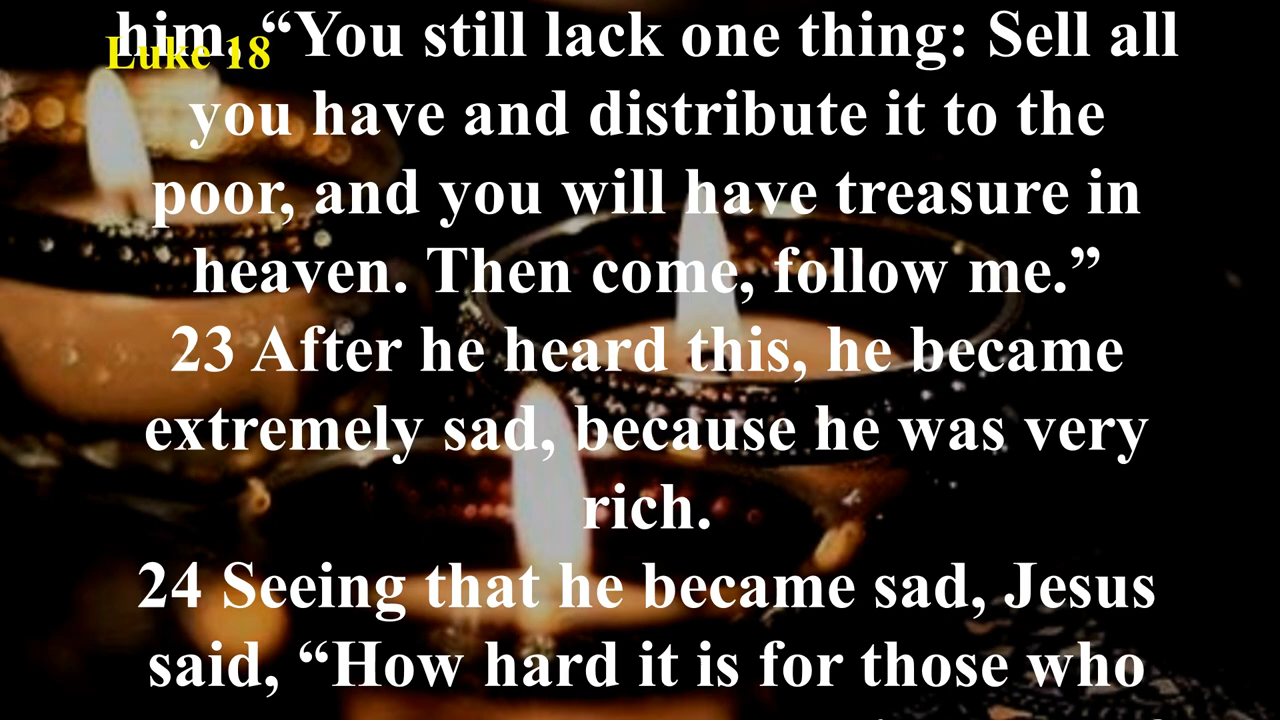 Luke 18
him, “You still lack one thing: Sell all
you have and distribute it to the
poor, and you will have treasure in
heaven. Then come, follow me.”
23 After he heard this, he became
extremely sad, because he was very
rich.
24 Seeing that he became sad, Jesus
said, “How hard it is for those who